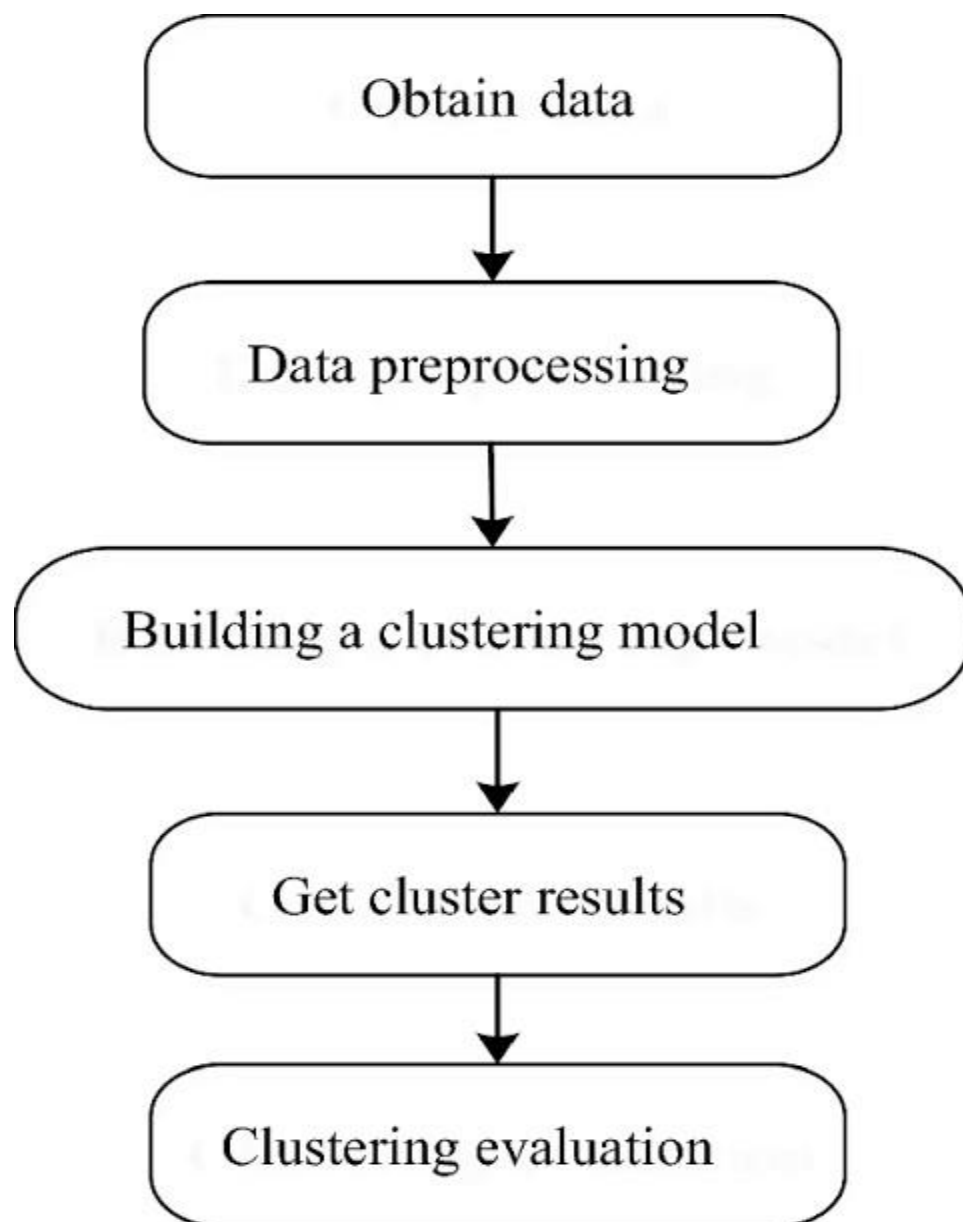 Obtain data
Data preprocessing
Building a clustering model
Get cluster results
Clustering evaluation